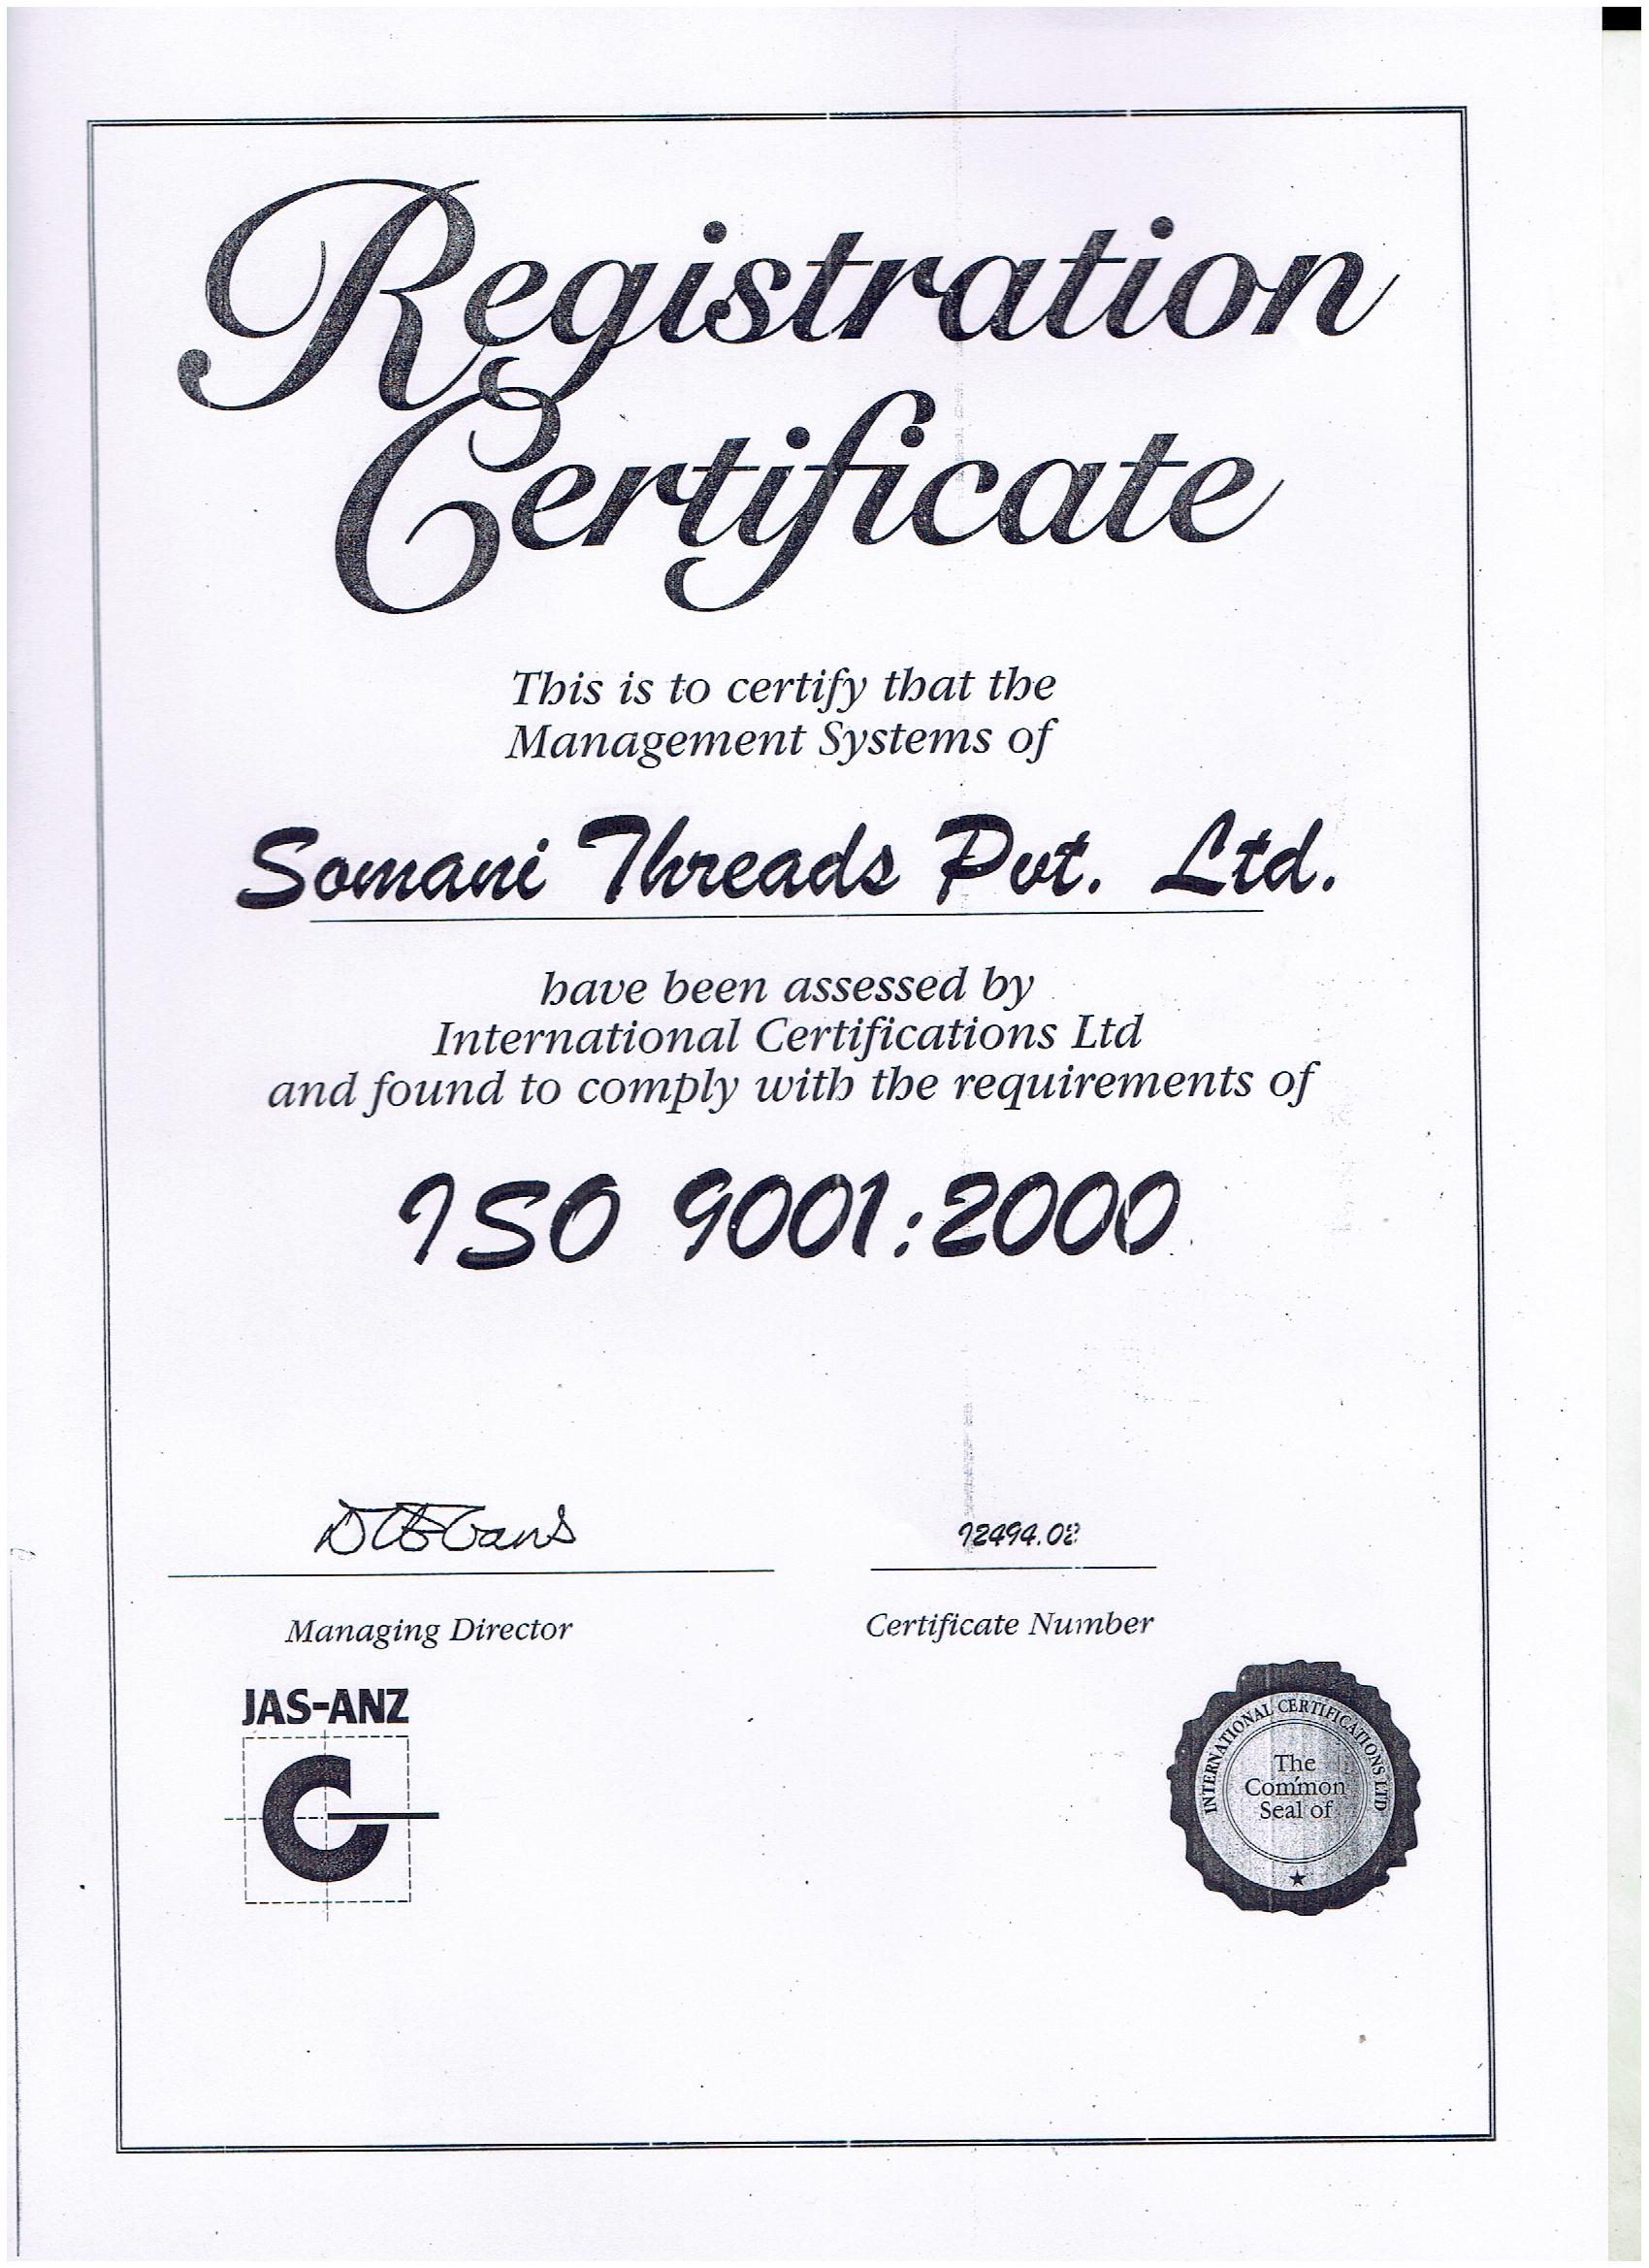 Registration
Certificate
This is to certify that the
Management Systems of
Somani Threads Pvt. Ltd.
have been assessed by
International Certifications Ltd
and found to comply with the requirements of
ISO 9001:2000
Managing Director
Certificate Number
JAS-ANZ
INTERNATIONAL CERTIFICATIONS LTD
The
Common
Seal of